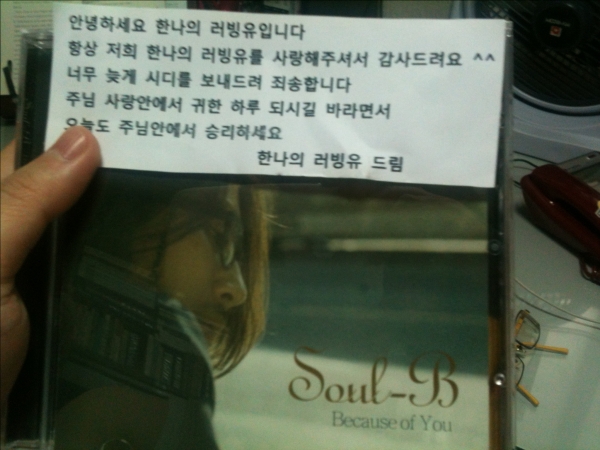 안녕하세요 한나의 러빙유입니다
항상 저희 한나의 러빙유를 사랑해주셔서 감사드려요 ^^
너무 늦게 시디를 보내드려 죄송합니다
주님 사랑안에서 귀한 하루 되시길 바라면서
오늘도 주님안에서 승리하세요
한나의 러빙유 드림
Soul-B
Because of You